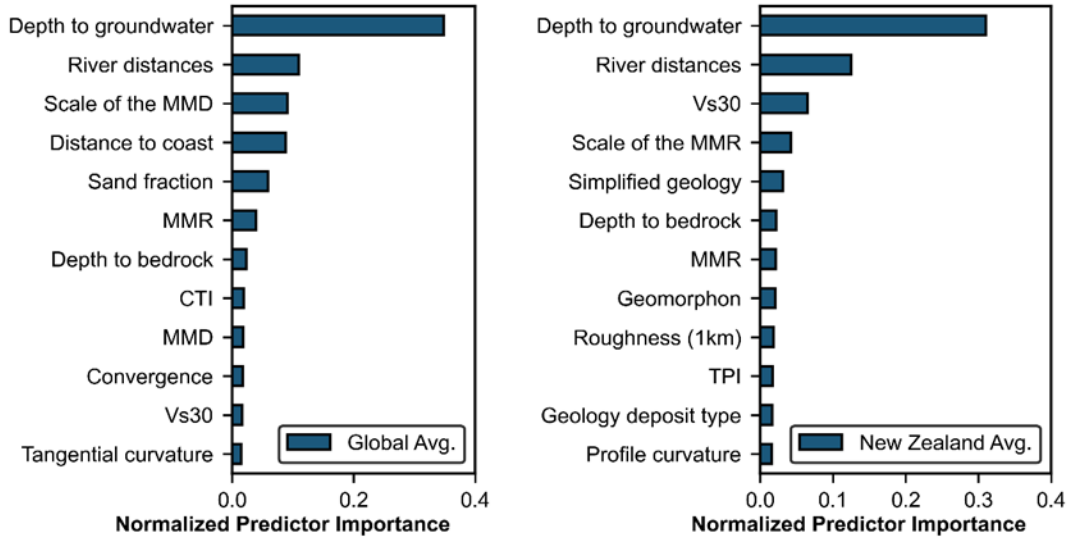 Depth to groundwater
River distances
Scale of the MMD
Distance to coast
Sand fraction
MMR
Depth to bedrock
CTI
MMD
Convergence
Vs30
Tangential curvature
Global Avg.
0.0 0.2 0.4
Normalized Predictor Importance
Depth to groundwater
River distances
Vs30
Scale of the MMR
Simplified geology
Depth to bedrock
MMR
Geomorphon
Roughness (1km)
TPI
Geology deposit type
Profile curvature
New Zealand Avg.
0.0 0.1 0.2 0.3 0.4
Normalized Predictor Importance